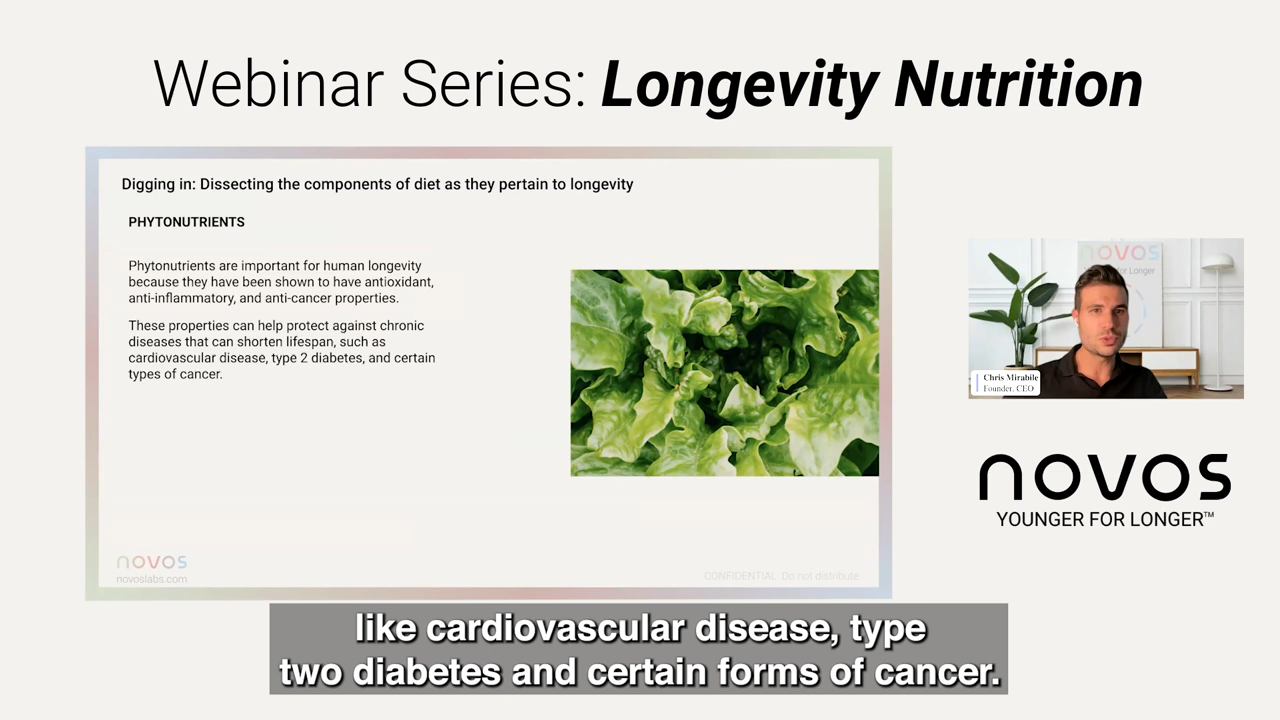 Webinar Series: Longevity Nutrition
Digging in: Dissecting the components of diet as they pertain to longevity
PHYTONUTRIENTS
Phytonutrients are important for human longevity
because they have been shown to have antioxidant,
anti-inflammatory, and anti-cancer properties.
These properties can help protect against chronic
diseases that can shorten lifespan, such as
cardiovascular disease, type 2 diabetes, and certain
types of cancer.
novos
novoslabs.com
CONFIDENTIAL Do not distribute
novos
for Longer
Chris Mirabile
Founder, CEO
novos
YOUNGER FOR LONGER™
like cardiovascular disease, type
two diabetes and certain forms of cancer.